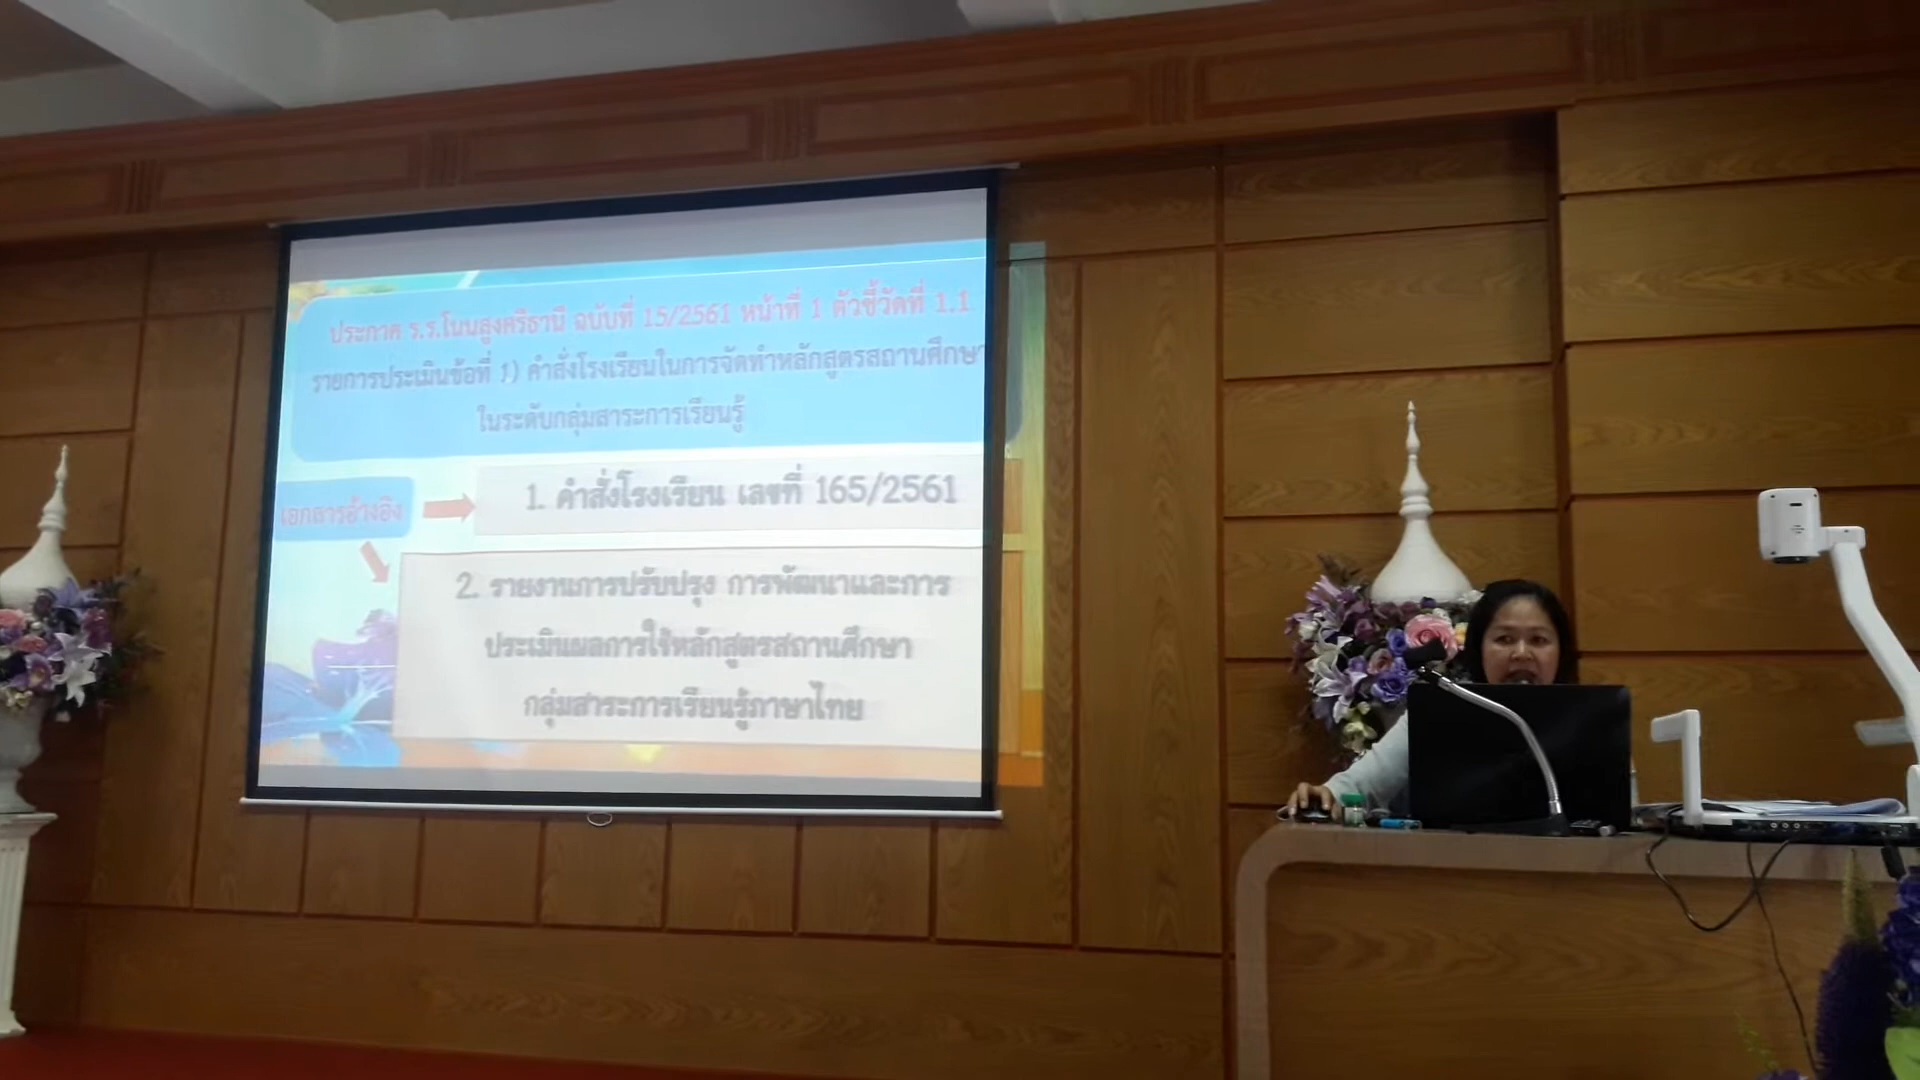 ประกาศ ร.ร.โนนสูงศรีธานี ฉบับที่ 15/2561 หน้าที่ 1 ตัวชี้วัดที่ 1.1
รายการประเมินข้อที่ 1) คำสั่งโรงเรียนในการจัดทำหลักสูตรสถานศึกษา
ในระดับกลุ่มสาระการเรียนรู้
เอกสารอ้างอิง
1. คำสั่งโรงเรียน เลขที่ 165/2561
2. รายงานการปรับปรุง การพัฒนาและการ
ประเมินผลการใช้หลักสูตรสถานศึกษา
กลุ่มสาระการเรียนรู้ภาษาไทย